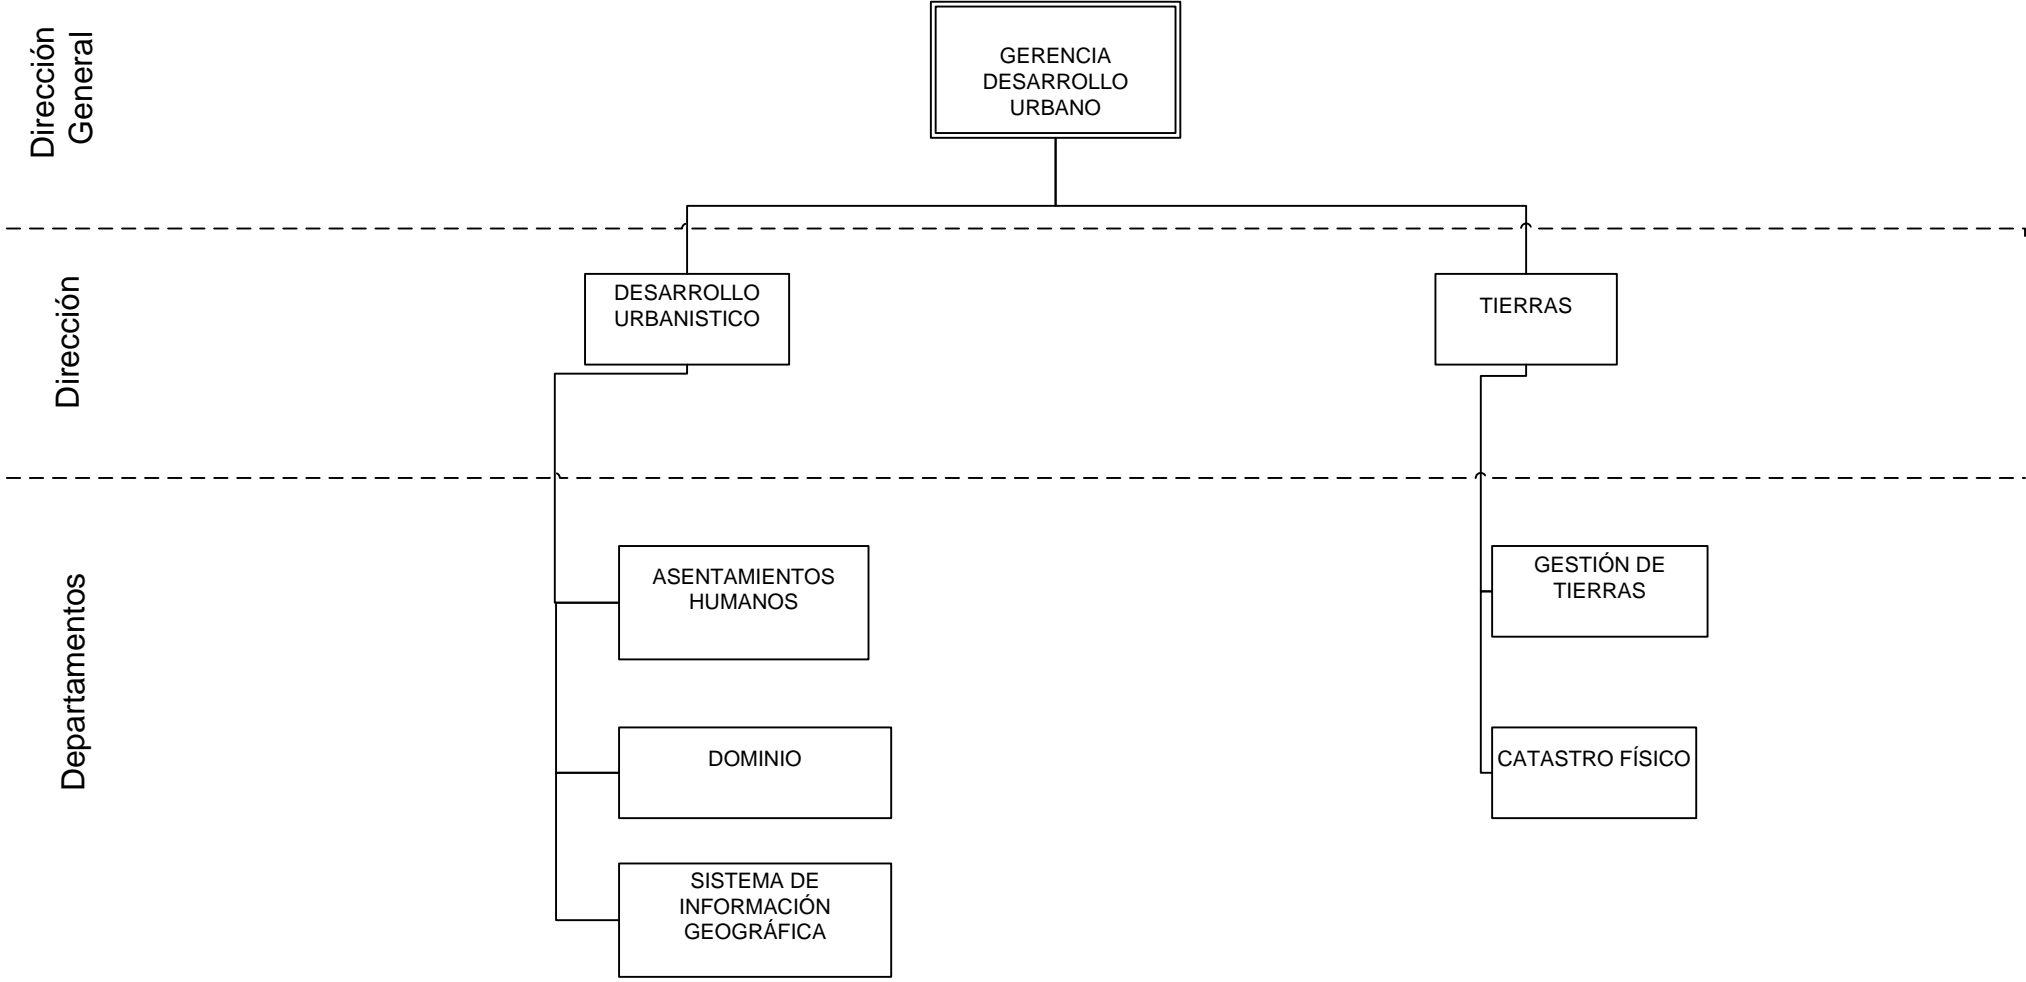 Dirección
General
GERENCIA
DESARROLLO
URBANO
Dirección
DESARROLLO
URBANISTICO
TIERRAS
Departamentos
ASENTAMIENTOS
HUMANOS
GESTIÓN DE
TIERRAS
DOMINIO
CATASTRO FÍSICO
SISTEMA DE
INFORMACIÓN
GEOGRÁFICA